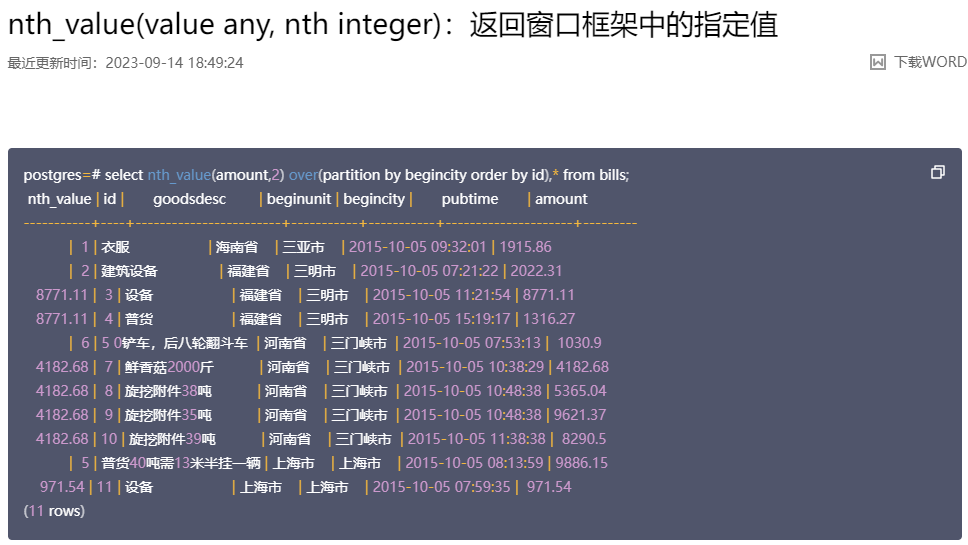 nth_value(value any, nth integer)：返回窗口框架中的指定值
最近更新时间：2023-09-14 18:49:24
下载WORD
postgres=# select nth_value(amount,2) over(partition by begincity order by id),* from bills;
nth_value | id | goodsdesc | beginunit | begincity | pubtime | amount
-----------+----+----------------------+-----------+-----------+---------------------+---------
| 1 | 衣服 | 海南省 | 三亚市 | 2015-10-05 09:32:01 | 1915.86
| 2 | 建筑设备 | 福建省 | 三明市 | 2015-10-05 07:21:22 | 2022.31
8771.11 | 3 | 设备 | 福建省 | 三明市 | 2015-10-05 11:21:54 | 8771.11
8771.11 | 4 | 普货 | 福建省 | 三明市 | 2015-10-05 15:19:17 | 1316.27
| 6 | 5 0铲车，后八轮翻斗车 | 河南省 | 三门峡市 | 2015-10-05 07:53:13 | 1030.9
4182.68 | 7 | 鲜香菇2000斤 | 河南省 | 三门峡市 | 2015-10-05 10:38:29 | 4182.68
4182.68 | 8 | 旋挖附件38吨 | 河南省 | 三门峡市 | 2015-10-05 10:48:38 | 5365.04
4182.68 | 9 | 旋挖附件35吨 | 河南省 | 三门峡市 | 2015-10-05 10:48:38 | 9621.37
4182.68 | 10 | 旋挖附件39吨 | 河南省 | 三门峡市 | 2015-10-05 11:38:38 | 8290.5
| 5 | 普货40吨需13米半挂一辆 | 上海市 | 上海市 | 2015-10-05 08:13:59 | 9886.15
971.54 | 11 | 设备 | 上海市 | 上海市 | 2015-10-05 07:59:35 | 971.54
(11 rows)